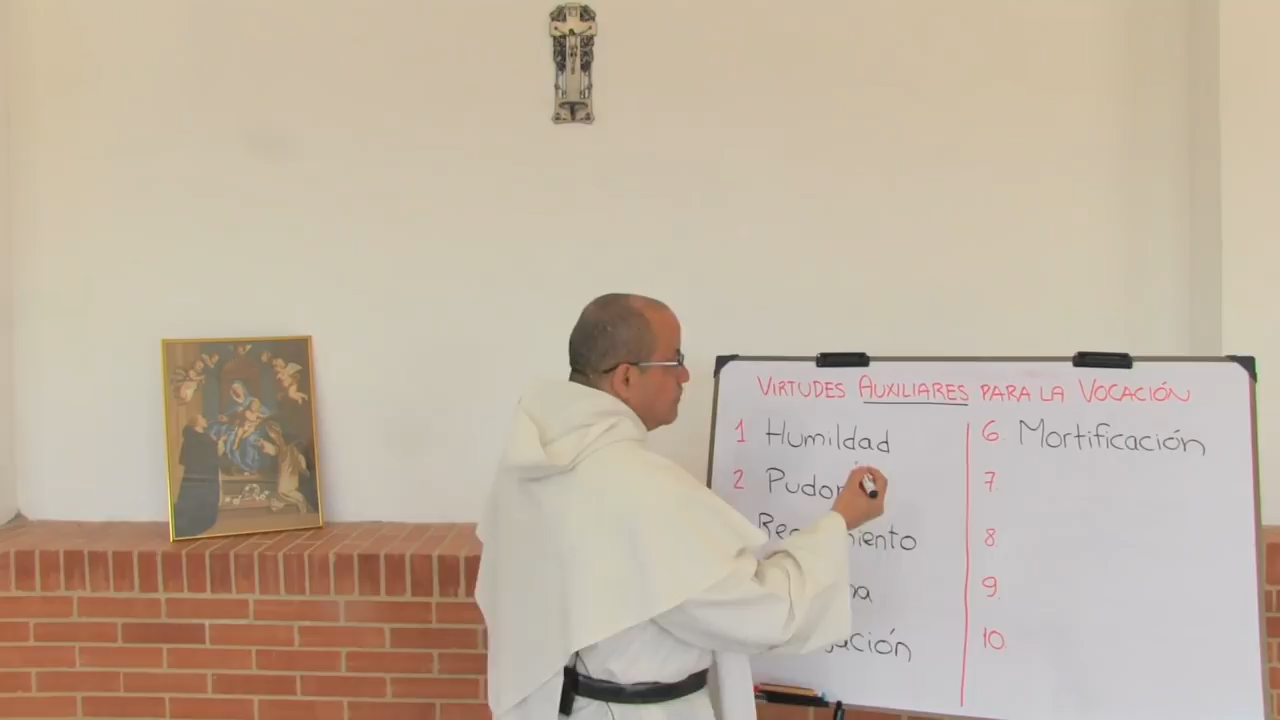 VIRTUDES AUXILIARES PARA LA VOCACIÓN
1 Humildad
2 Pudor
6. Mortificación
7.
8.
9.
10.